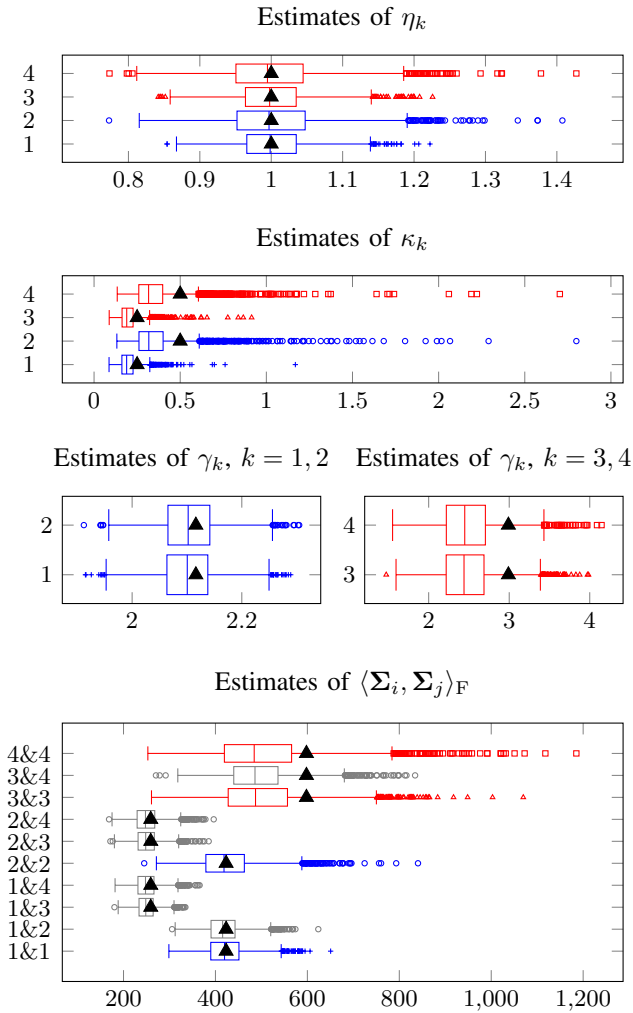 Estimates of ηₖ
4
3
2
1
0.8 0.9 1 1.1 1.2 1.3 1.4
Estimates of κₖ
4
3
2
1
0 0.5 1 1.5 2 2.5 3
Estimates of γₖ, k = 1, 2
2
1
2 2.2
Estimates of γₖ, k = 3, 4
4
3
2 3 4
Estimates of ⟨Σᵢ, Σⱼ⟩F
4&4
3&4
3&3
2&4
2&3
2&2
1&4
1&3
1&2
1&1
200 400 600 800 1,000 1,200